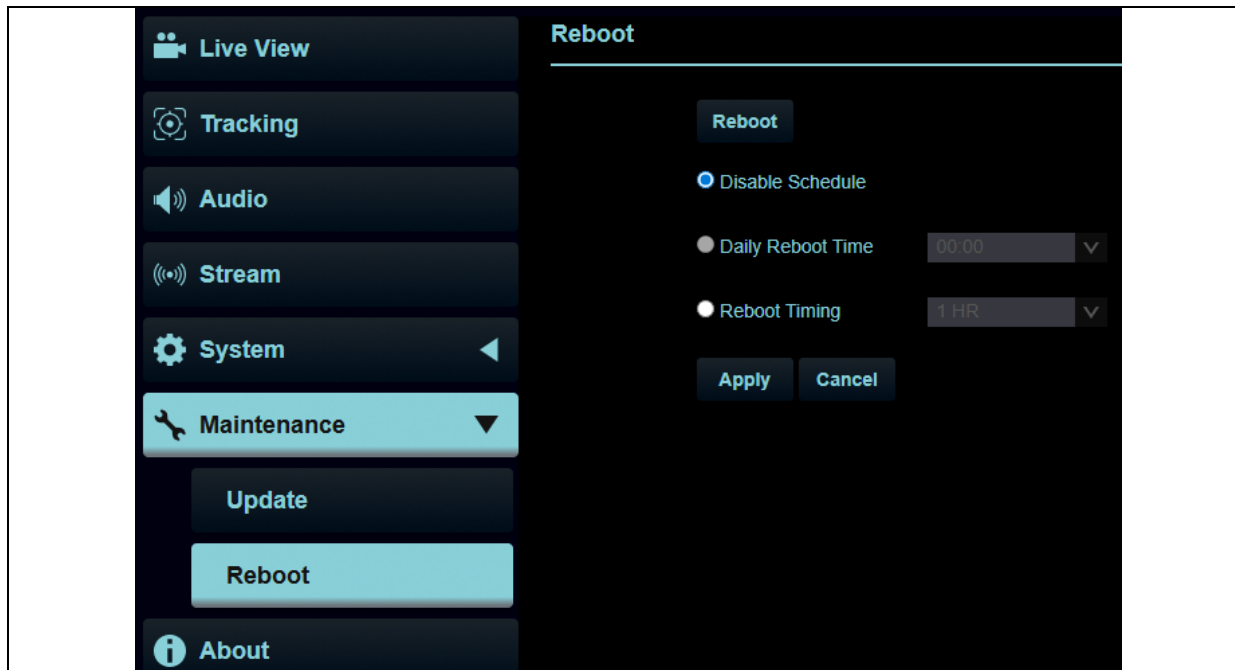 Live View
Tracking
Audio
Stream
System
Maintenance
Update
Reboot
About
Reboot
Reboot
Disable Schedule
Daily Reboot Time 00:00
Reboot Timing 1 HR
Apply Cancel